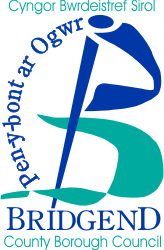 Cyngor Bwrdeistref Sirol
Pen-y-bont ar Ogwr
BRIDGEND
County Borough Council